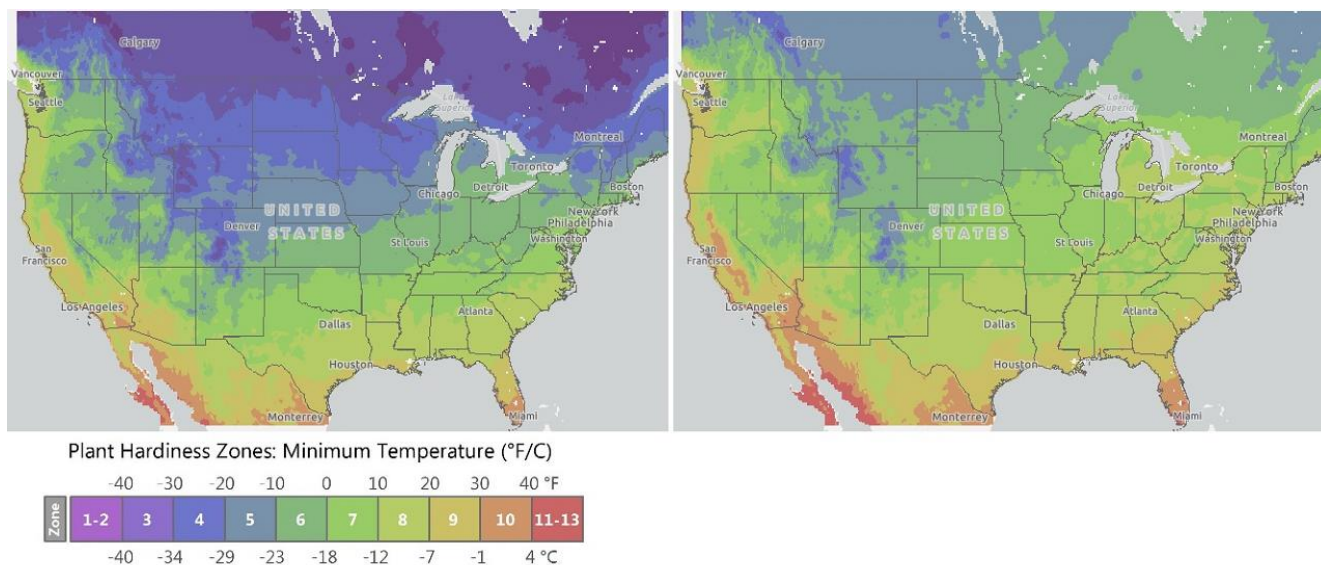 Calgary
Vancouver
Seattle
Lake
Superior
Montreal
Toronto
Boston
Chicago
Detroit
New York
Philadelphia
UNITED
STATES
Denver
Washington
St Louis
San
Francisco
Los Angeles
Atlanta
Dallas
Houston
Monterrey
Miami
Calgary
Vancouver
Seattle
Lake
Superior
Montreal
Toronto
Boston
Chicago
Detroit
New York
Philadelphia
UNITED
STATES
Denver
Washington
St Louis
San
Francisco
Los Angeles
Atlanta
Dallas
Houston
Monterrey
Miami
Plant Hardiness Zones: Minimum Temperature (°F/C)
-40 -30 -20 -10 0 10 20 30 40 °F
Zone 1-2 3 4 5 6 7 8 9 10 11-13
-40 -34 -29 -23 -18 -12 -7 -1 4 °C